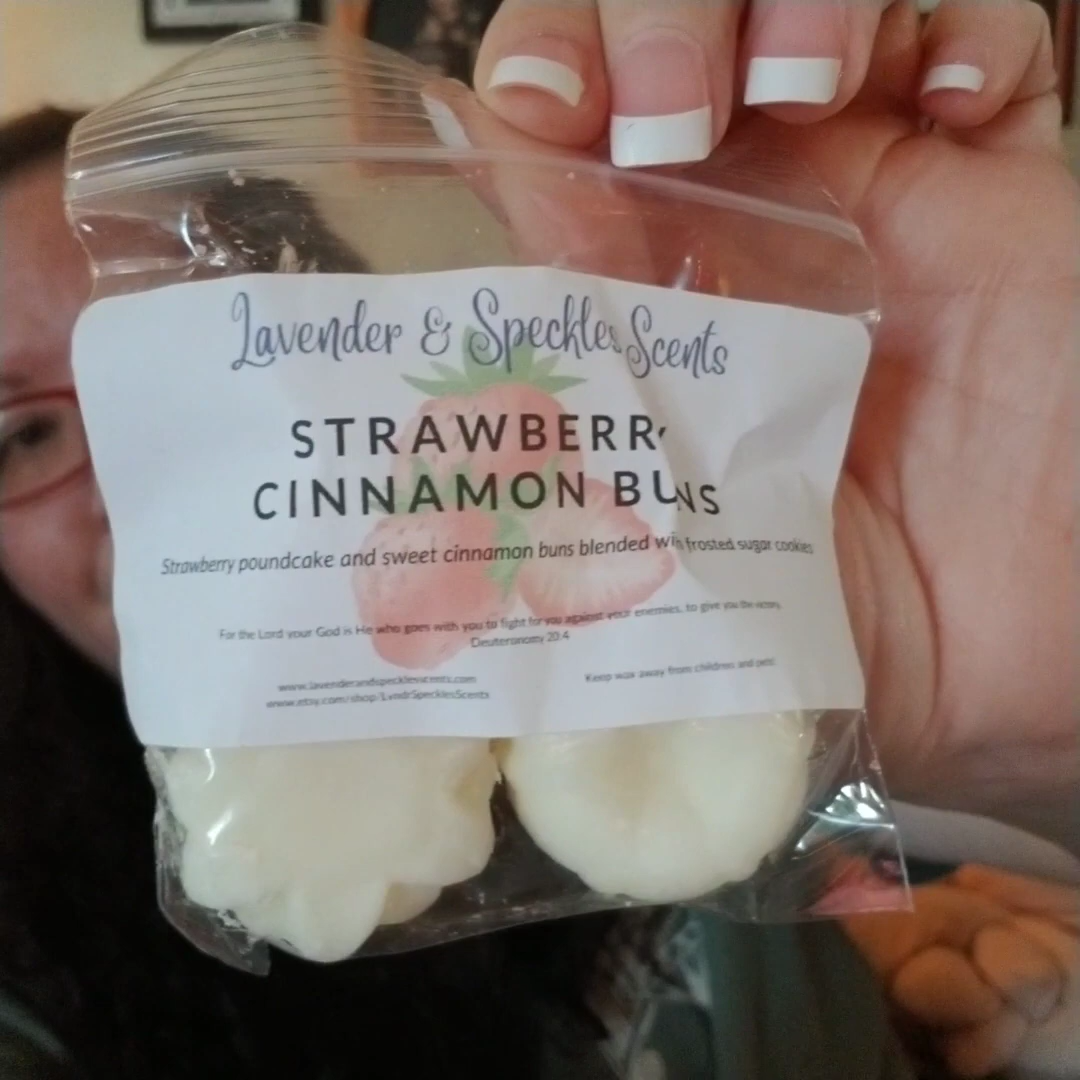 Lavender & Speckles Scents
STRAWBERRY
CINNAMON BUNS
Strawberry poundcake and sweet cinnamon buns blended with frosted sugar cookies
For the Lord your God is He who goes with you to fight for you against your enemies, to give you the victory.
Deuteronomy 20:4
www.lavenderandspecklesscents.com
www.etsy.com/shop/LvndrSpecklesScents
Keep wax away from children and pets!